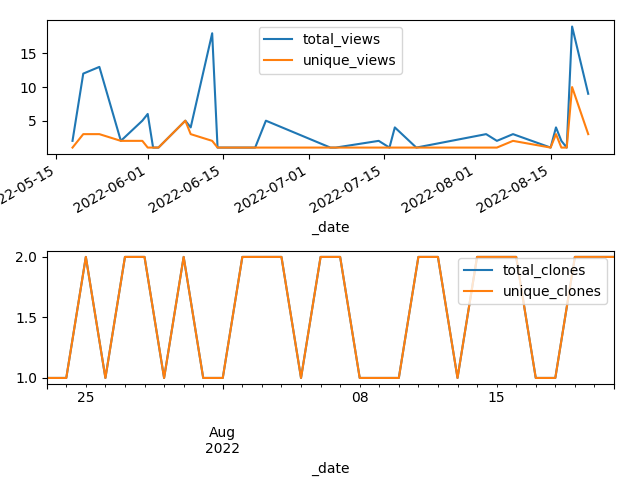 total_views
unique_views
15
10
5
2022-05-15
2022-06-01
2022-06-15
2022-07-01
2022-07-15
2022-08-01
2022-08-15
_date
total_clones
unique_clones
2.0
1.5
1.0
25
08
15
Aug
2022
_date